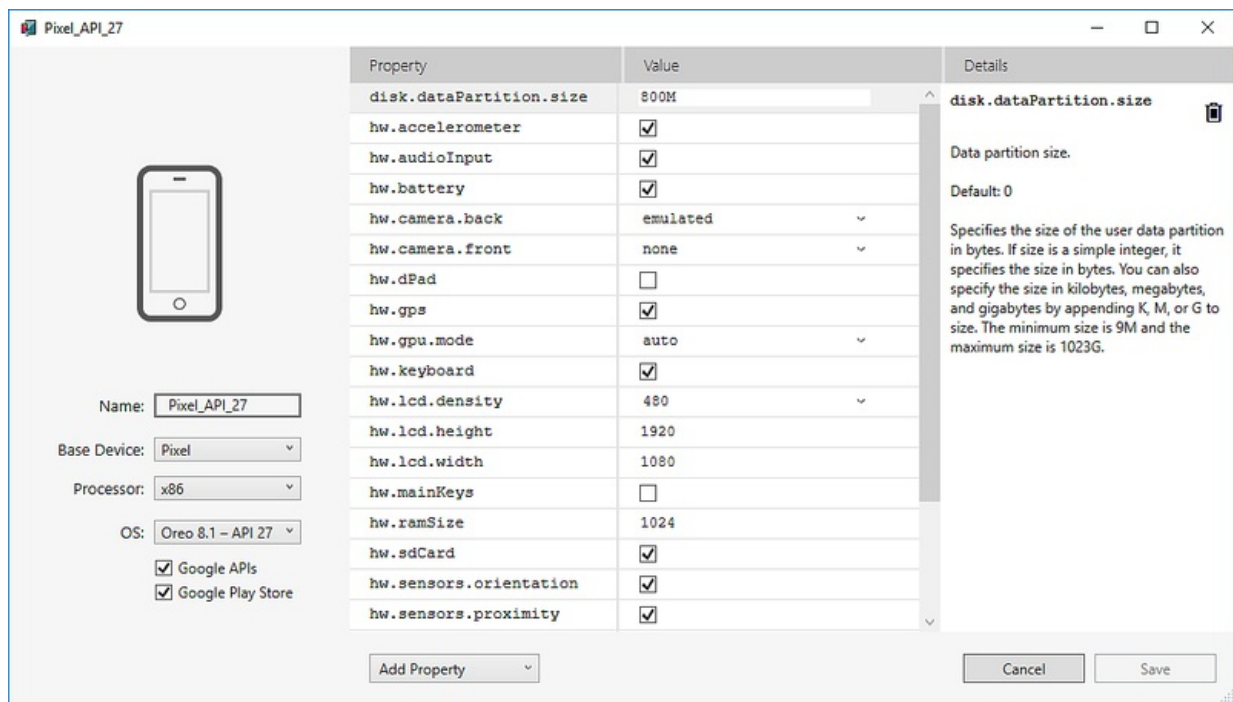 Pixel_API_27
Property Value Details
disk.dataPartition.size 800M
hw.accelerometer
hw.audioInput
hw.battery
hw.camera.back emulated
hw.camera.front none
hw.dPad
hw.gps
hw.gpu.mode auto
hw.keyboard
hw.lcd.density 480
hw.lcd.height 1920
hw.lcd.width 1080
hw.mainKeys
hw.ramSize 1024
hw.sdCard
hw.sensors.orientation
hw.sensors.proximity
disk.dataPartition.size
Data partition size.
Default: 0
Specifies the size of the user data partition
in bytes. If size is a simple integer, it
specifies the size in bytes. You can also
specify the size in kilobytes, megabytes,
and gigabytes by appending K, M, or G to
size. The minimum size is 9M and the
maximum size is 1023G.
Name: Pixel_API_27
Base Device: Pixel
Processor: x86
OS: Oreo 8.1 – API 27
Google APIs
Google Play Store
Add Property
Cancel
Save